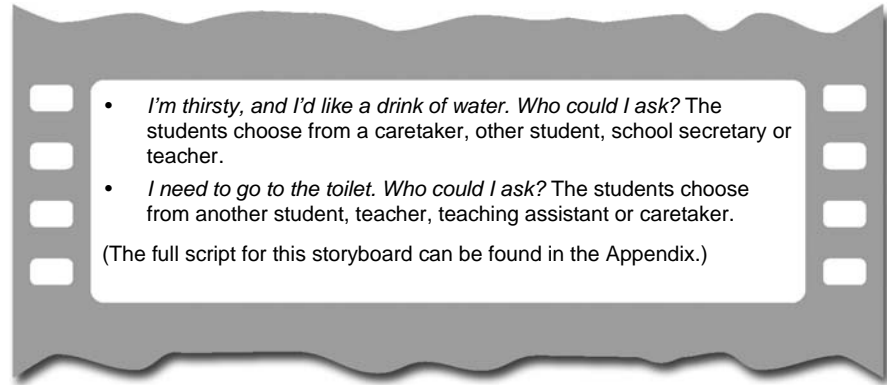 • I'm thirsty, and I'd like a drink of water. Who could I ask? The
students choose from a caretaker, other student, school secretary or
teacher.
• I need to go to the toilet. Who could I ask? The students choose
from another student, teacher, teaching assistant or caretaker.
(The full script for this storyboard can be found in the Appendix.)